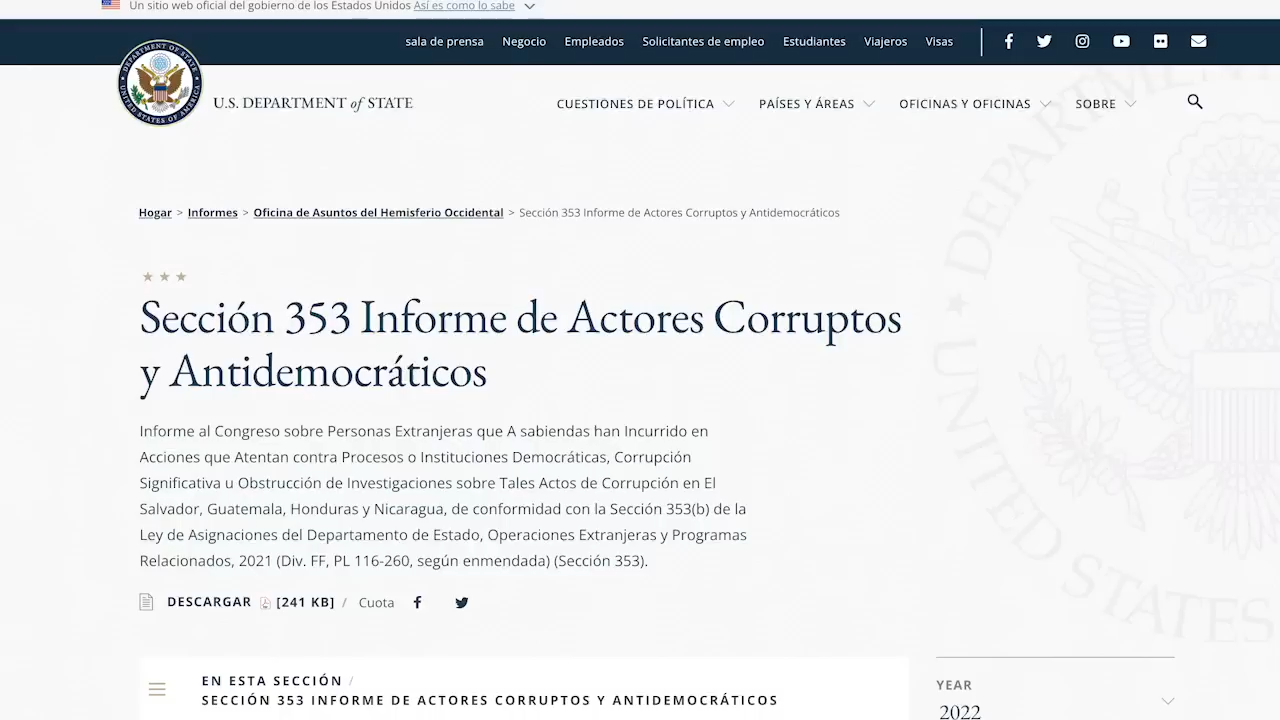 Un sitio web oficial del gobierno de los Estados Unidos Así es como lo sabe
sala de prensa Negocio Empleados Solicitantes de empleo Estudiantes Viajeros Visas
U.S. DEPARTMENT of STATE
CUESTIONES DE POLÍTICA PAÍSES Y ÁREAS OFICINAS Y OFICINAS SOBRE
DEPARTMENT OF STATE
UNITED STATES OF AMERICA
Hogar > Informes > Oficina de Asuntos del Hemisferio Occidental > Sección 353 Informe de Actores Corruptos y Antidemocráticos
Sección 353 Informe de Actores Corruptos
y Antidemocráticos
Informe al Congreso sobre Personas Extranjeras que A sabiendas han Incurrido en
Acciones que Atentan contra Procesos o Instituciones Democráticas, Corrupción
Significativa u Obstrucción de Investigaciones sobre Tales Actos de Corrupción en El
Salvador, Guatemala, Honduras y Nicaragua, de conformidad con la Sección 353(b) de la
Ley de Asignaciones del Departamento de Estado, Operaciones Extranjeras y Programas
Relacionados, 2021 (Div. FF, PL 116-260, según enmendada) (Sección 353).
DESCARGAR [241 KB] / Cuota
EN ESTA SECCIÓN /
SECCIÓN 353 INFORME DE ACTORES CORRUPTOS Y ANTIDEMOCRÁTICOS
YEAR
2022